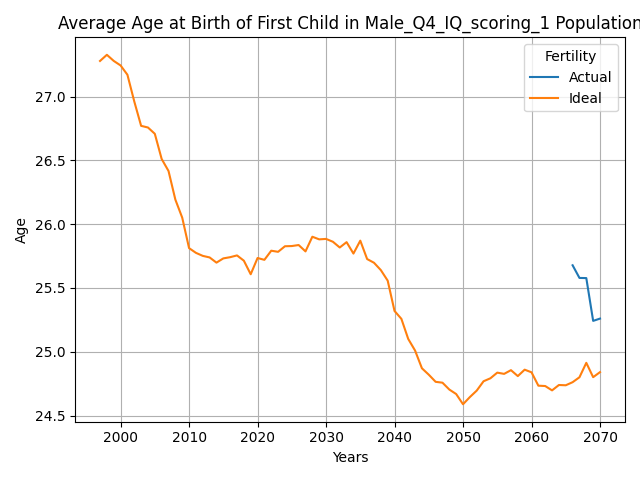 Average Age at Birth of First Child in Male_Q4_IQ_scoring_1 Population
Fertility
Actual
Ideal
Age
27.0
26.5
26.0
25.5
25.0
24.5
2000 2010 2020 2030 2040 2050 2060 2070
Years